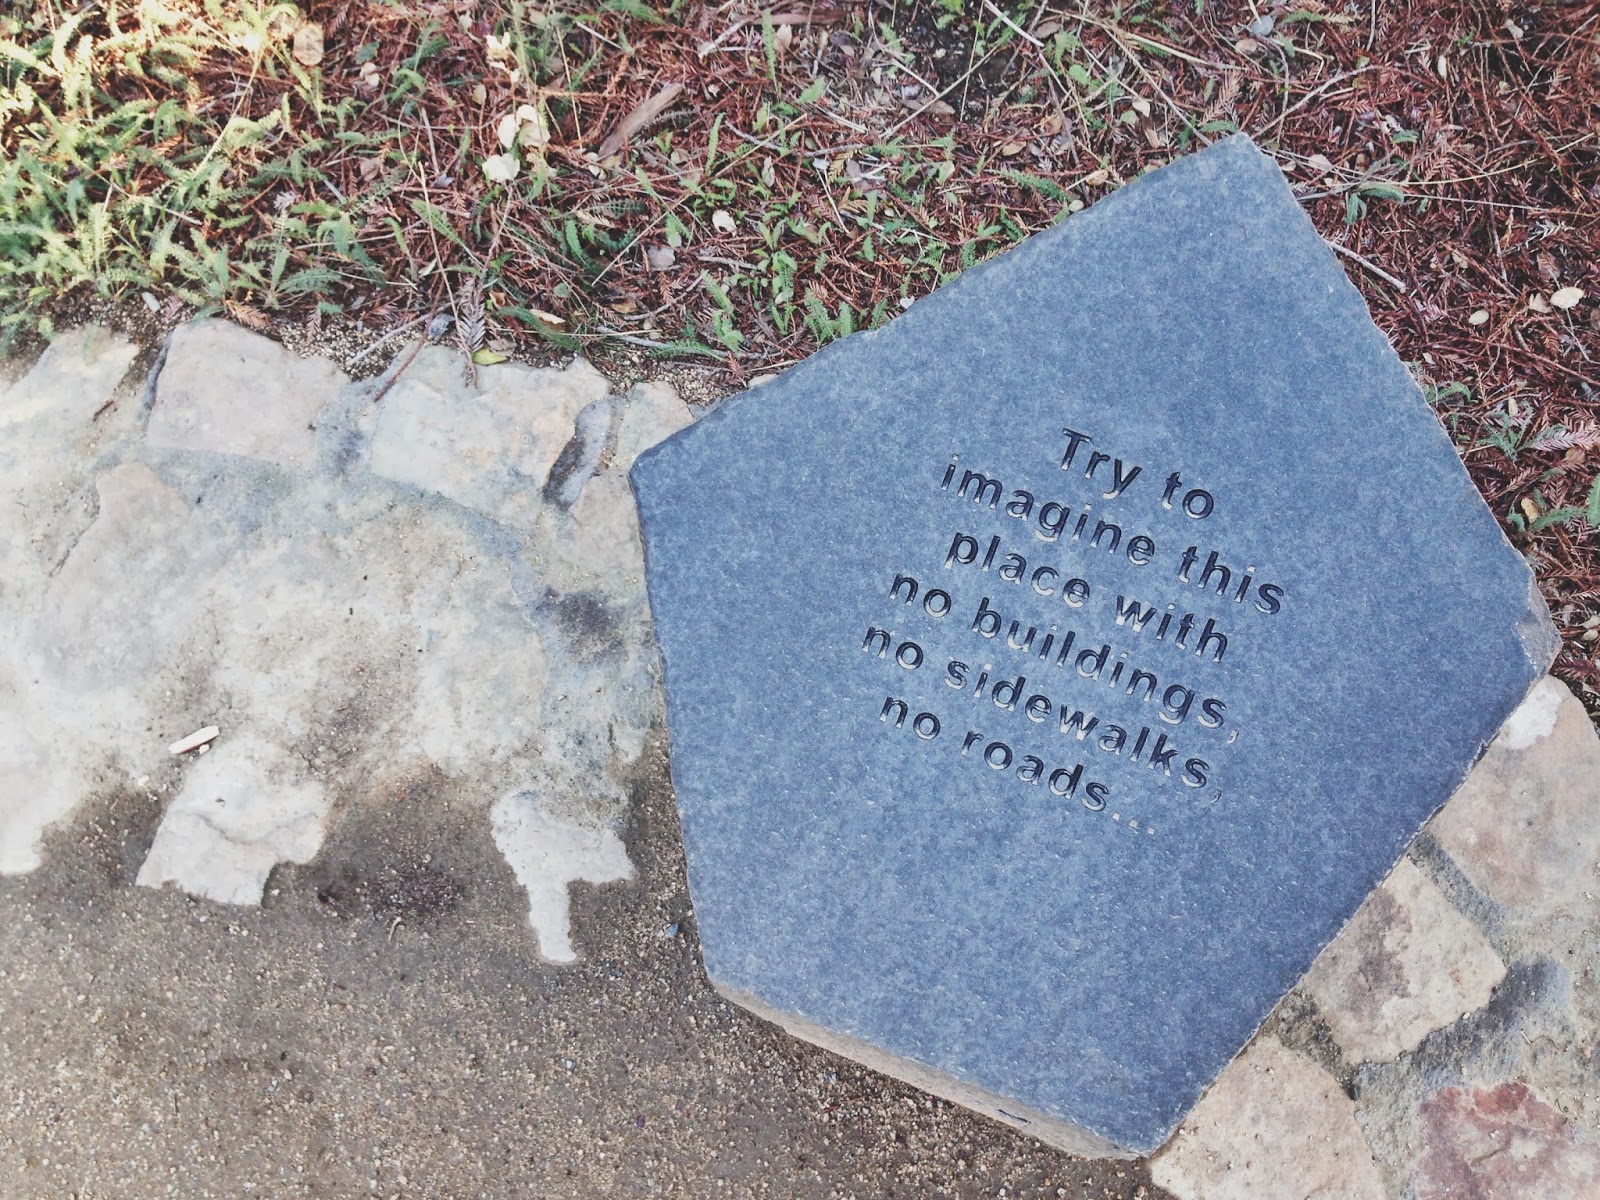 Try to
imagine this
place with
no buildings,
no sidewalks,
no roads...